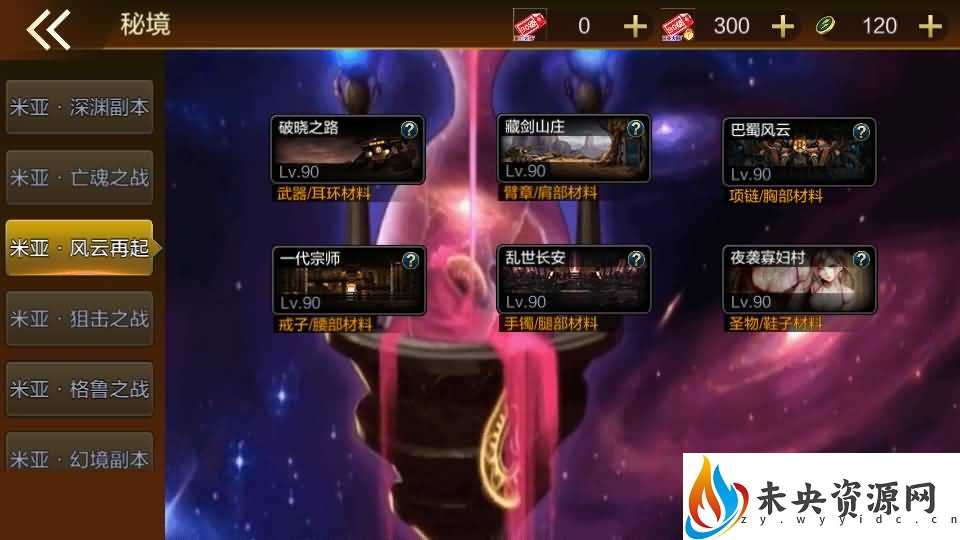 秘境
0
300
120
米亚·深渊副本
米亚·亡魂之战
米亚·风云再起
米亚·狙击之战
米亚·格鲁之战
米亚·幻境副本
破晓之路
?
Lv.90
武器/耳环材料
藏剑山庄
?
Lv.90
臂章/肩部材料
巴蜀风云
?
Lv.90
项链/胸部材料
一代宗师
?
Lv.90
戒子/腰部材料
乱世长安
?
Lv.90
手镯/腿部材料
夜袭寡妇村
?
Lv.90
圣物/鞋子材料
未央资源网
zy.wyyidc.cn